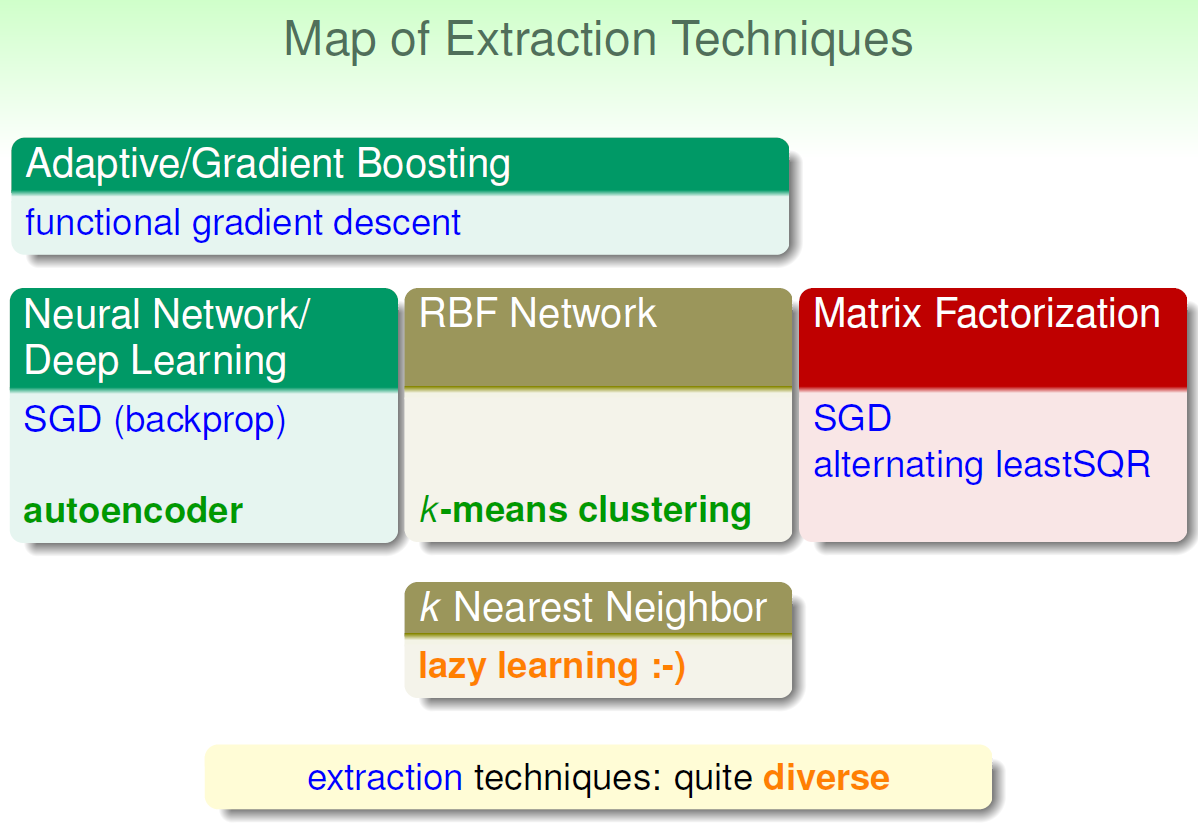 Map of Extraction Techniques
Adaptive/Gradient Boosting
functional gradient descent
Neural Network/
Deep Learning
SGD (backprop)
autoencoder
RBF Network
k-means clustering
Matrix Factorization
SGD
alternating leastSQR
k Nearest Neighbor
lazy learning :-)
extraction techniques: quite diverse